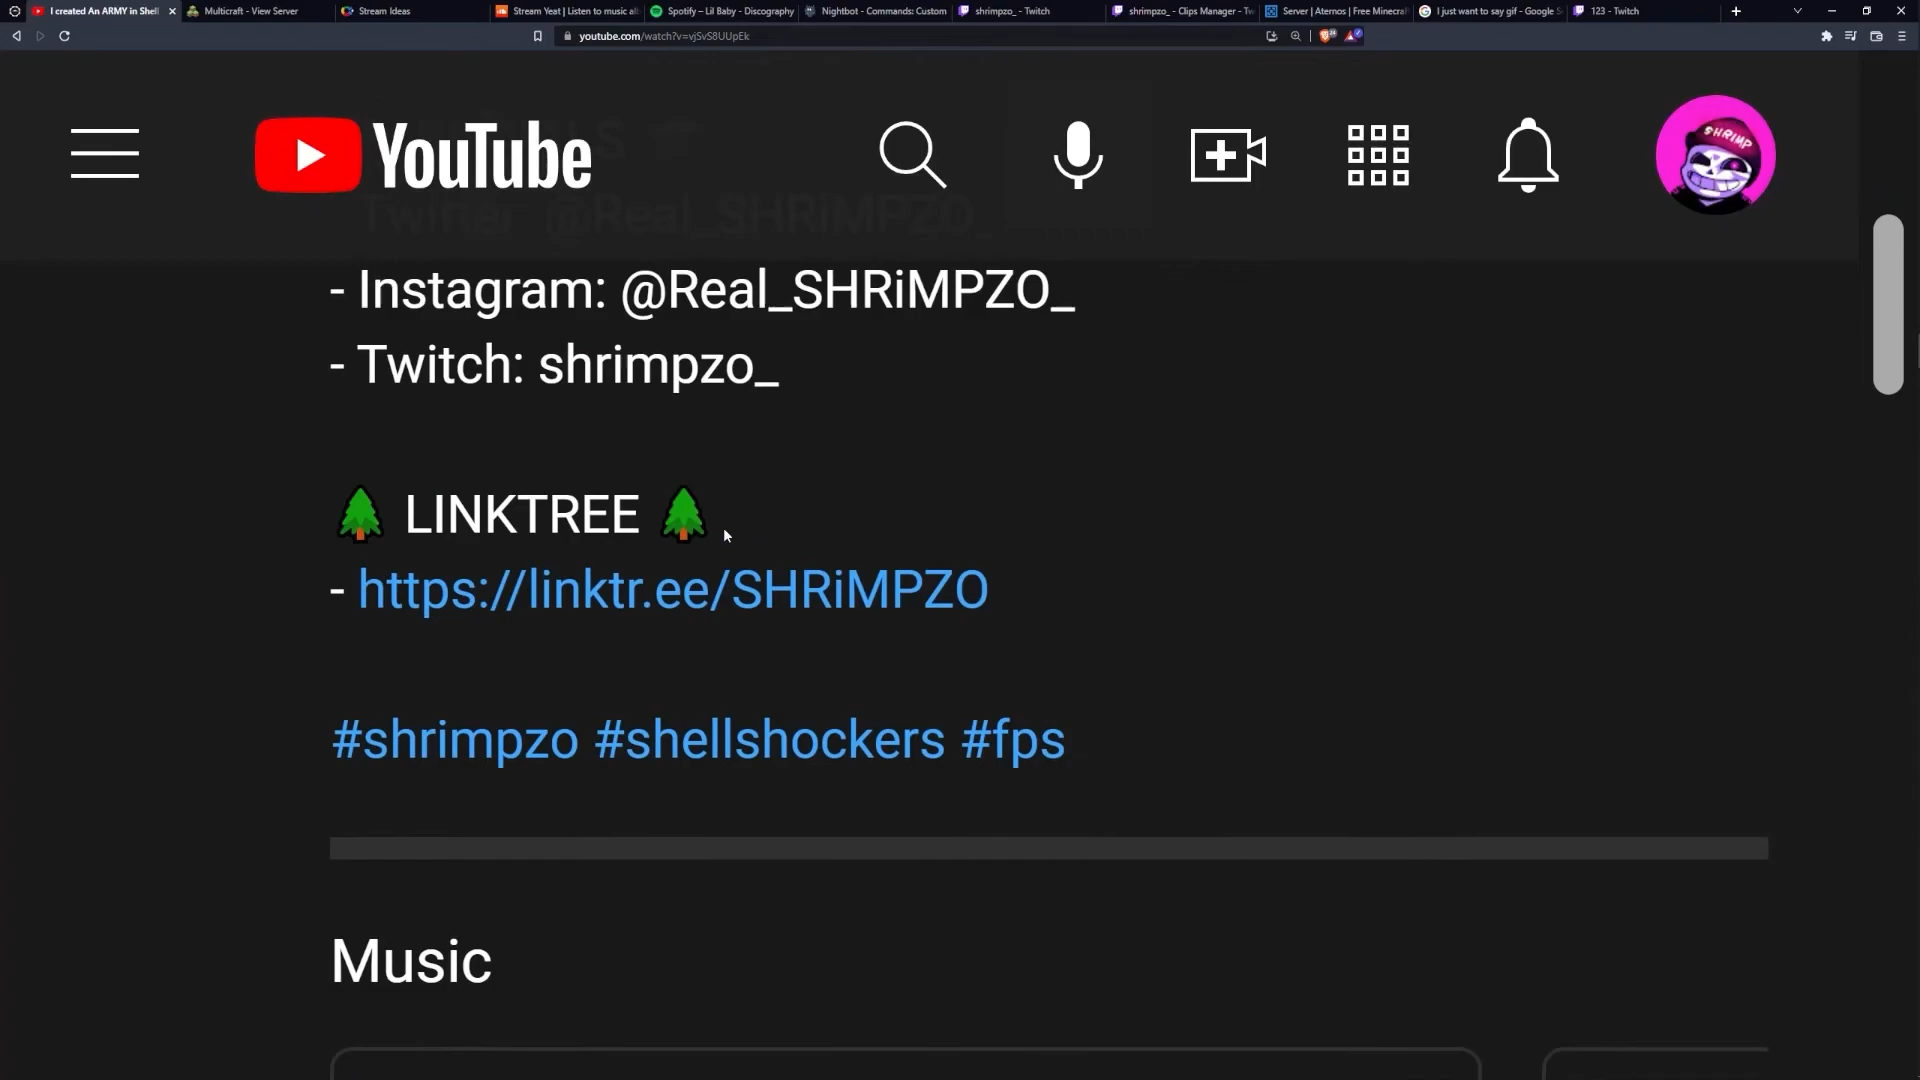 I created An ARMY in Shell
Multicraft - View Server
Stream Ideas
Stream Yeat | Listen to music al
Spotify – Lil Baby - Discography
Nightbot - Commands: Custom
shrimpzo_ - Twitch
shrimpzo_ - Clips Manager - Tw
Server | Aternos | Free Minecraf
I just want to say gif - Google S
123 - Twitch
youtube.com/watch?v=vjSvS8UUpEk
YouTube
SHRIMP
Twitter @Real_SHRiMPZO_
- Instagram: @Real_SHRiMPZO_
- Twitch: shrimpzo_
🌲 LINKTREE 🌲
- https://linktr.ee/SHRiMPZO
#shrimpzo #shellshockers #fps
Music